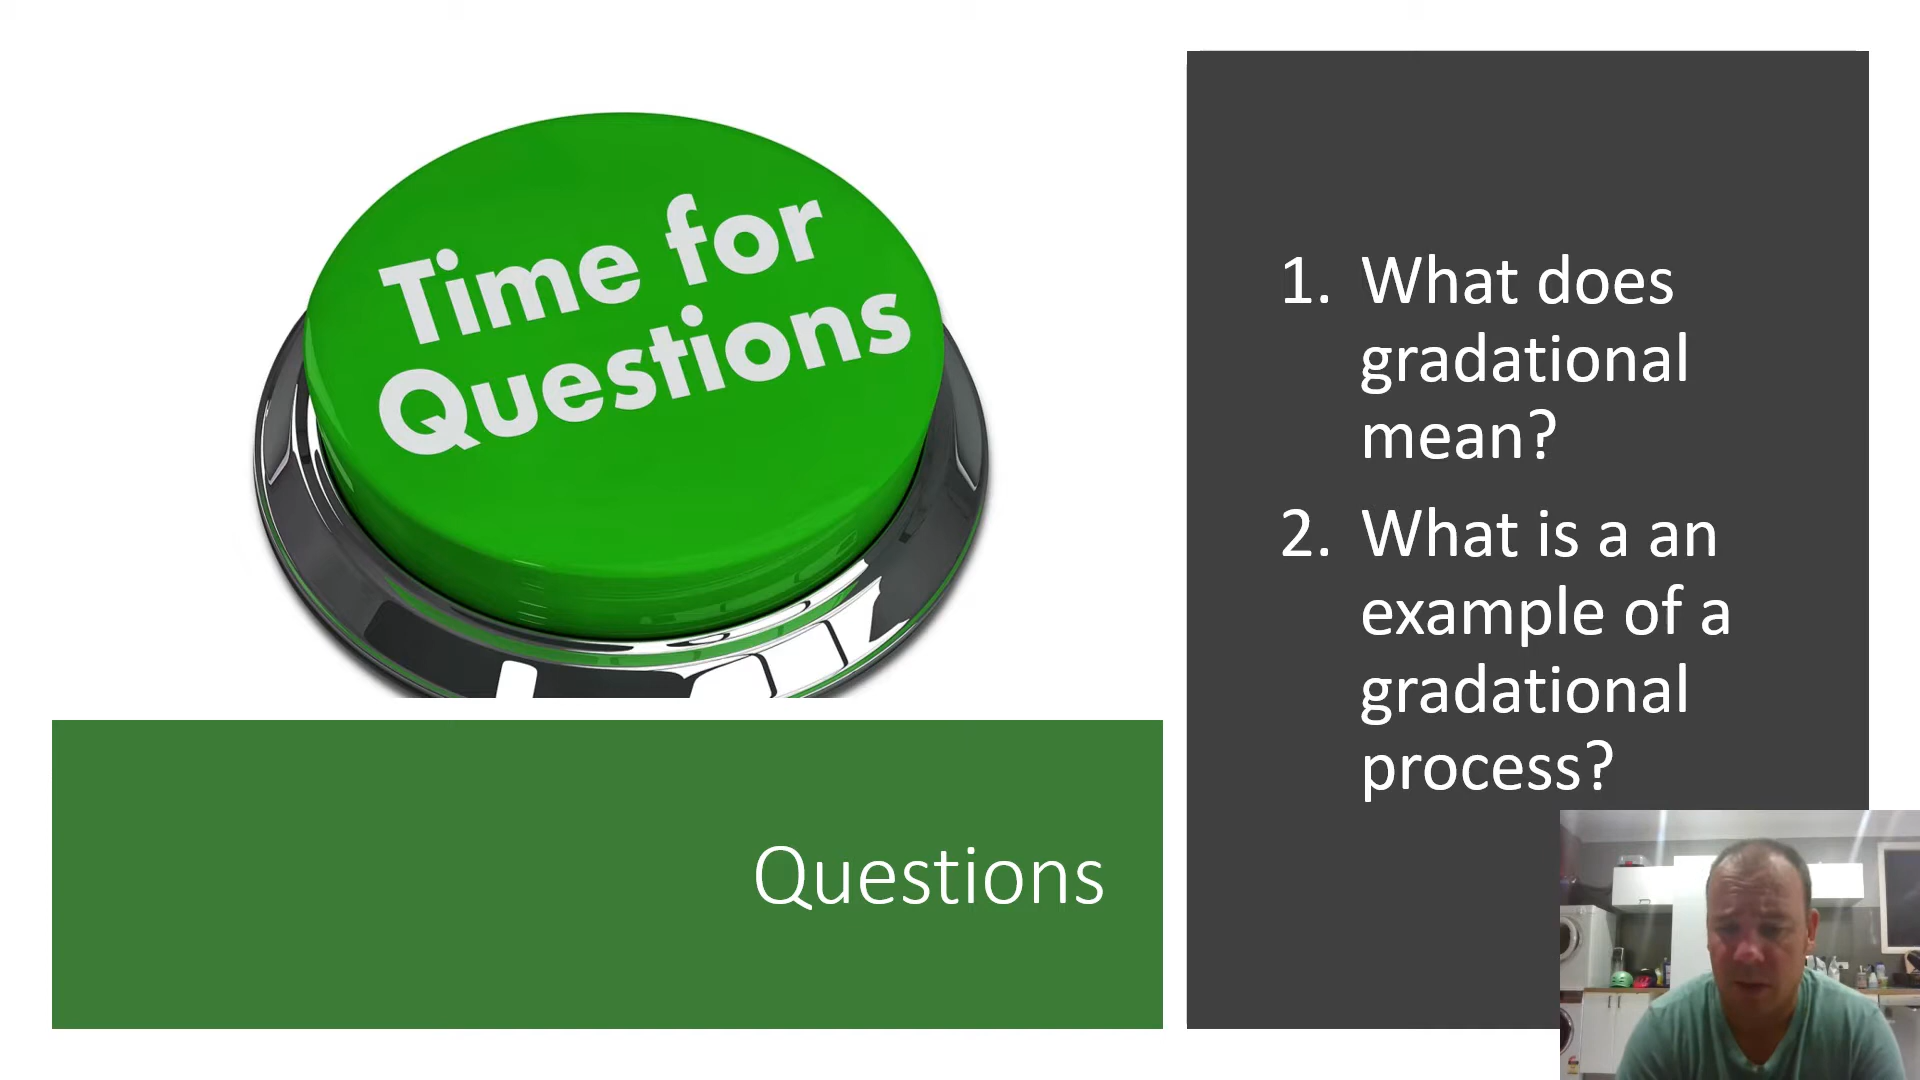 Time for
Questions
Questions
1. What does
gradational
mean?
2. What is a an
example of a
gradational
process?